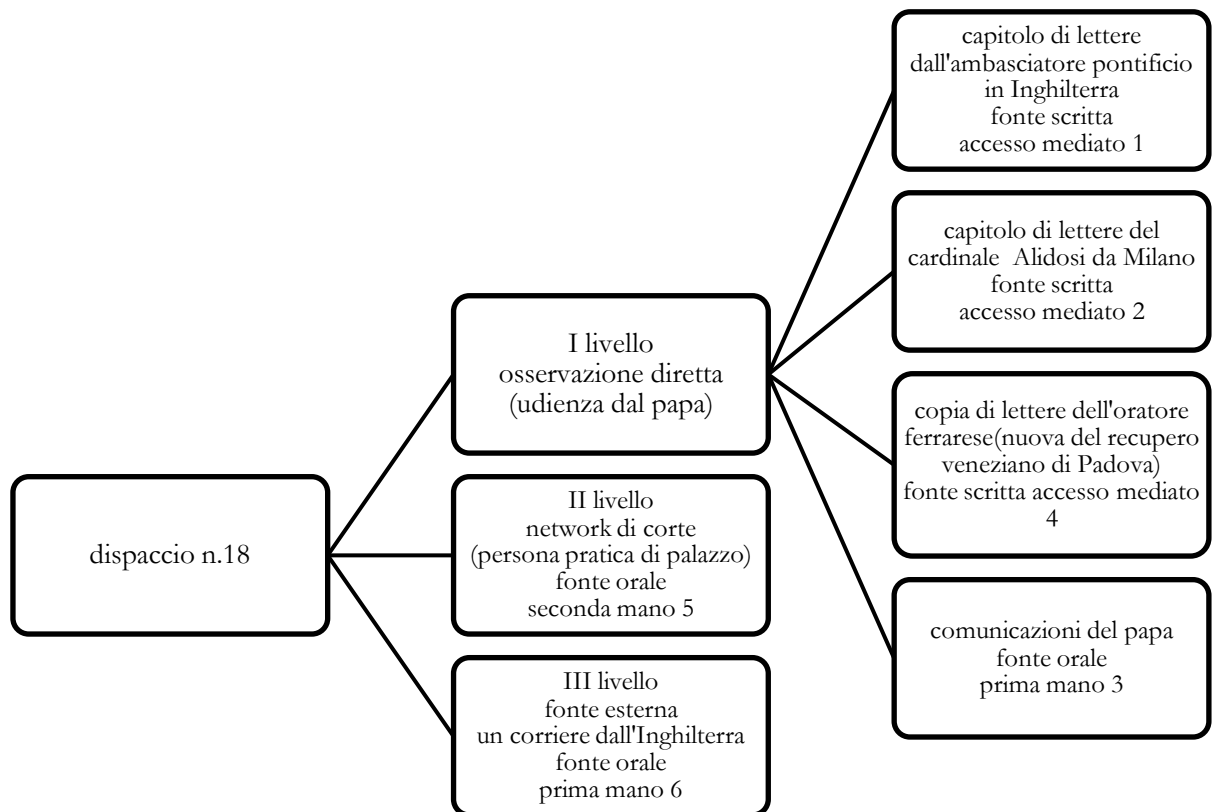 dispaccio n.18
I livello
osservazione diretta
(udienza dal papa)
II livello
network di corte
(persona pratica di palazzo)
fonte orale
seconda mano 5
III livello
fonte esterna
un corriere dall'Inghilterra
fonte orale
prima mano 6
capitolo di lettere
dall'ambasciatore pontificio
in Inghilterra
fonte scritta
accesso mediato 1
capitolo di lettere del
cardinale Alidosi da Milano
fonte scritta
accesso mediato 2
copia di lettere dell'oratore
ferrarese(nuova del recupero
veneziano di Padova)
fonte scritta accesso mediato
4
comunicazioni del papa
fonte orale
prima mano 3